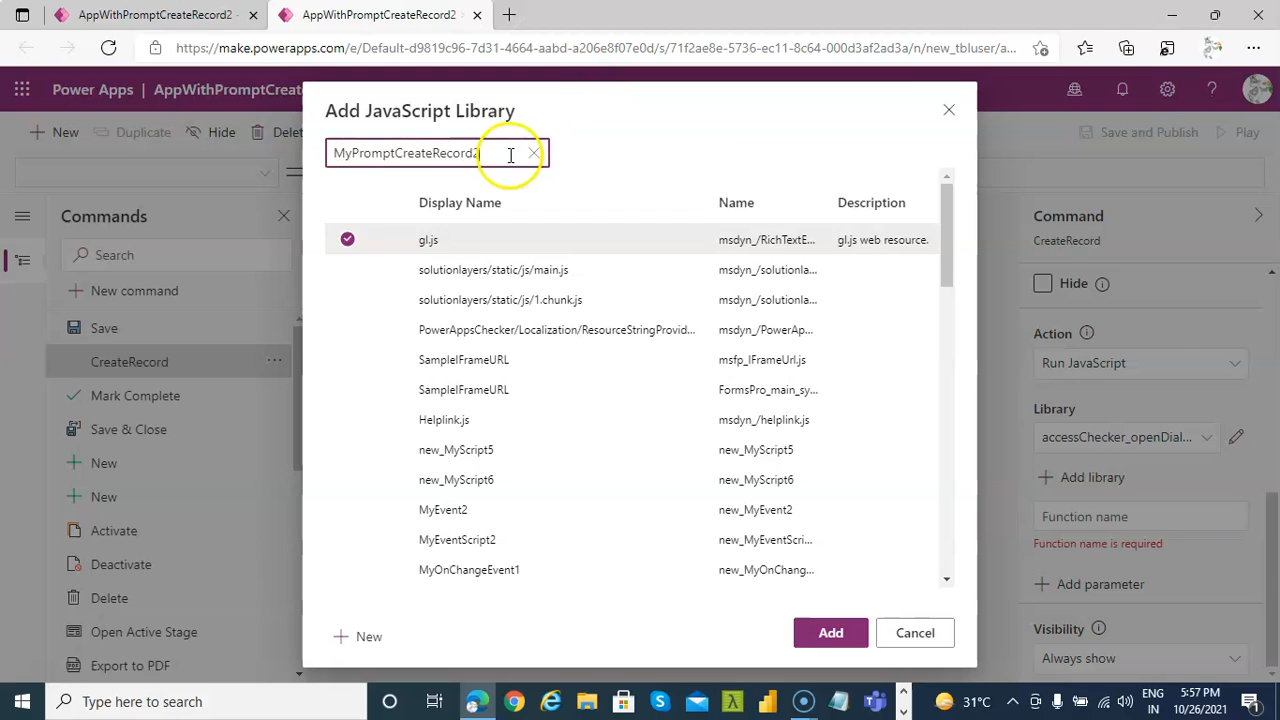 AppWithPromptCreateRecord2 -
AppWithPromptCreateRecord2
https://make.powerapps.com/e/Default-d9819c96-7d31-4664-aabd-a206e8f07e0d/s/71f2ae8e-5736-ec11-8c64-000d3af2ad3a/n/new_tbluser/a...
Power Apps | AppWithPromptCreate
New Duplicate Hide Delet
Save and Publish Play
=
Commands
Search
New command
Save
CreateRecord ...
Mark Complete
Save & Close
New
New
Activate
Deactivate
Delete
Open Active Stage
Export to PDF
Add JavaScript Library
MyPromptCreateRecord2
Display Name Name Description
gl.js msdyn_/RichTextE... gl.js web resource.
solutionlayers/static/js/main.js msdyn_/solutionla...
solutionlayers/static/js/1.chunk.js msdyn_/solutionla...
PowerAppsChecker/Localization/ResourceStringProvid... msdyn_/PowerAp...
SampleIFrameURL msfp_IFrameUrl.js
SampleIFrameURL FormsPro_main_sy...
Helplink.js msdyn_/helplink.js
new_MyScript5 new_MyScript5
new_MyScript6 new_MyScript6
MyEvent2 new_MyEvent2
MyEventScript2 new_MyEventScri...
MyOnChangeEvent1 new_MyOnChang...
New
Add Cancel
Command
CreateRecord
Hide
Action
Run JavaScript
Library
accessChecker_openDial...
Add library
Function name
Function name is required
Add parameter
Visibility
Always show
Type here to search
31°C
ENG
IN
5:57 PM
10/26/2021